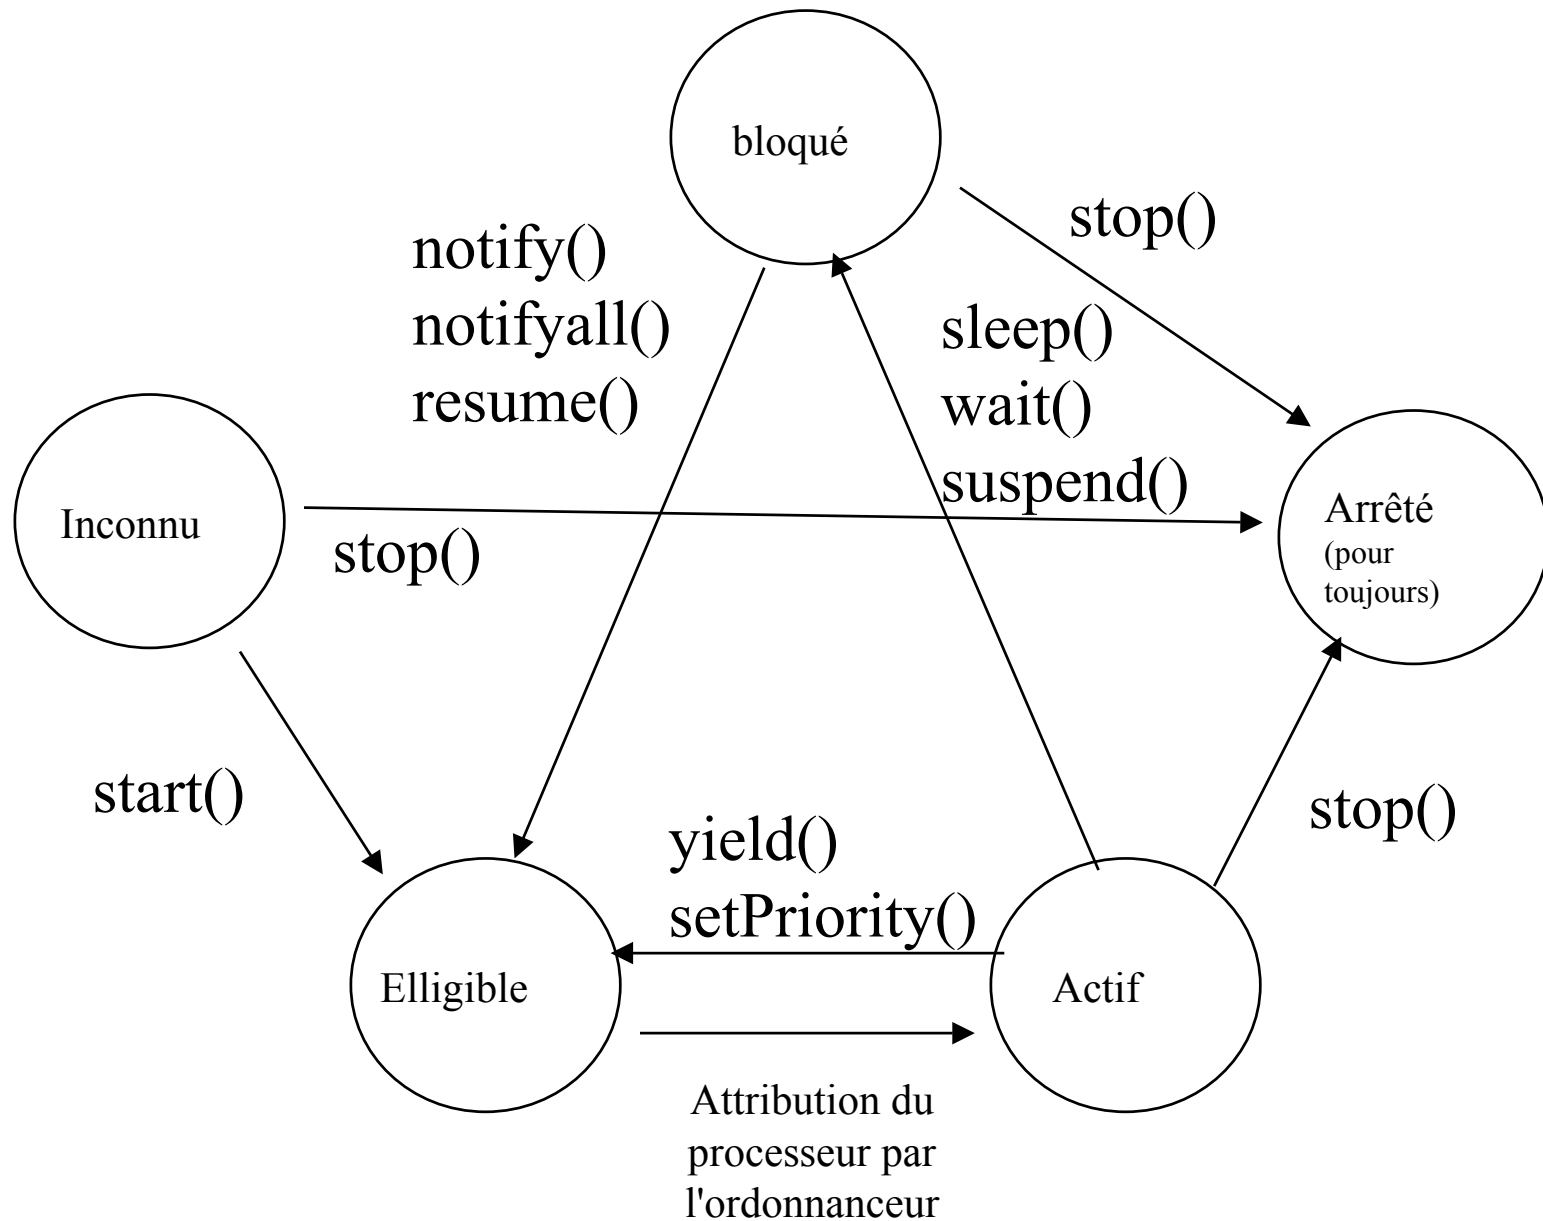 bloqué
stop()
notify()
notifyall()
resume()
sleep()
wait()
suspend()
Inconnu
stop()
Arrêté
(pour
toujours)
start()
yield()
setPriority()
stop()
Elligible
Actif
Attribution du
processeur par
l'ordonnanceur